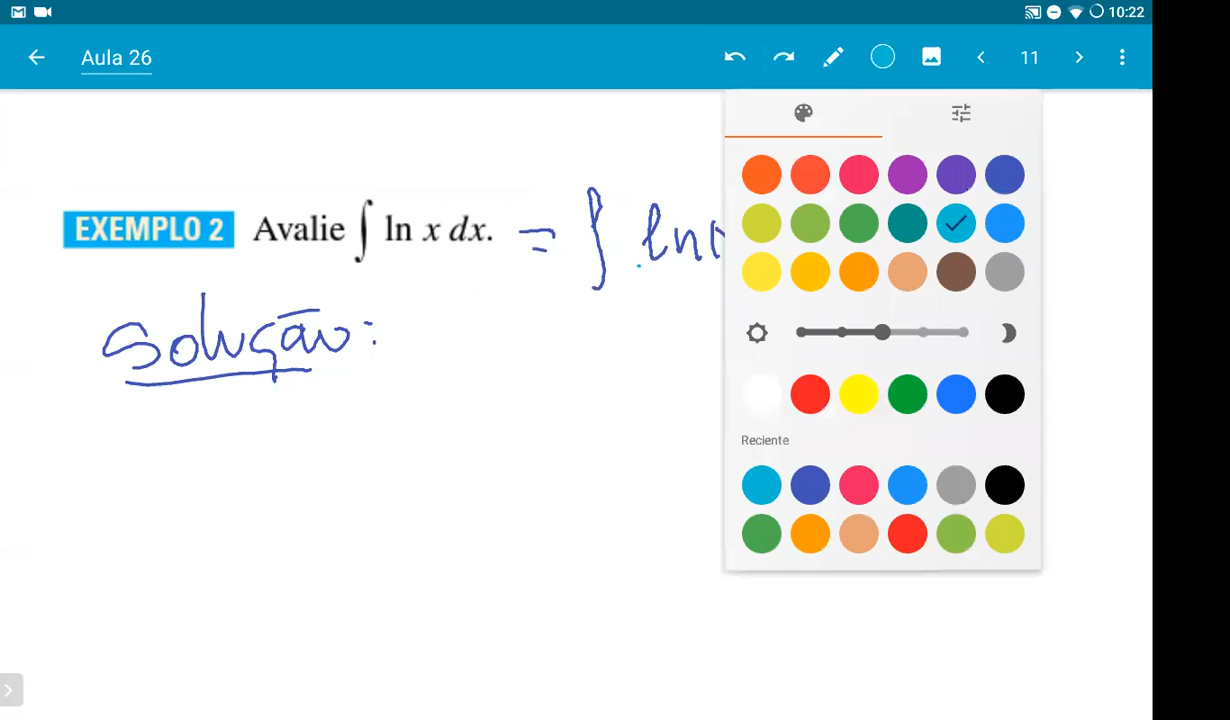 10:22
Aula 26
11
EXEMPLO 2 Avalie ∫ ln x dx. = ∫ ln
Solução:
Reciente